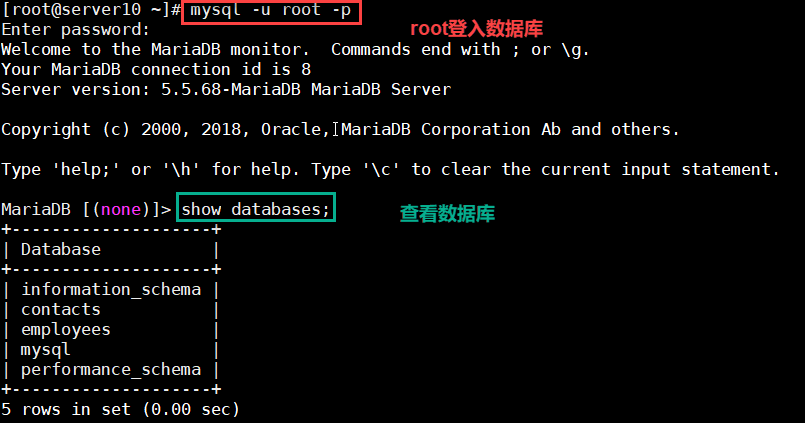 [root@server10 ~]# mysql -u root -p
root登入数据库
Enter password:
Welcome to the MariaDB monitor.  Commands end with ; or \g.
Your MariaDB connection id is 8
Server version: 5.5.68-MariaDB MariaDB Server
Copyright (c) 2000, 2018, Oracle, MariaDB Corporation Ab and others.
Type 'help;' or '\h' for help. Type '\c' to clear the current input statement.
MariaDB [(none)]> show databases;
查看数据库
+--------------------+
| Database           |
+--------------------+
| information_schema |
| contacts           |
| employees          |
| mysql              |
| performance_schema |
+--------------------+
5 rows in set (0.00 sec)